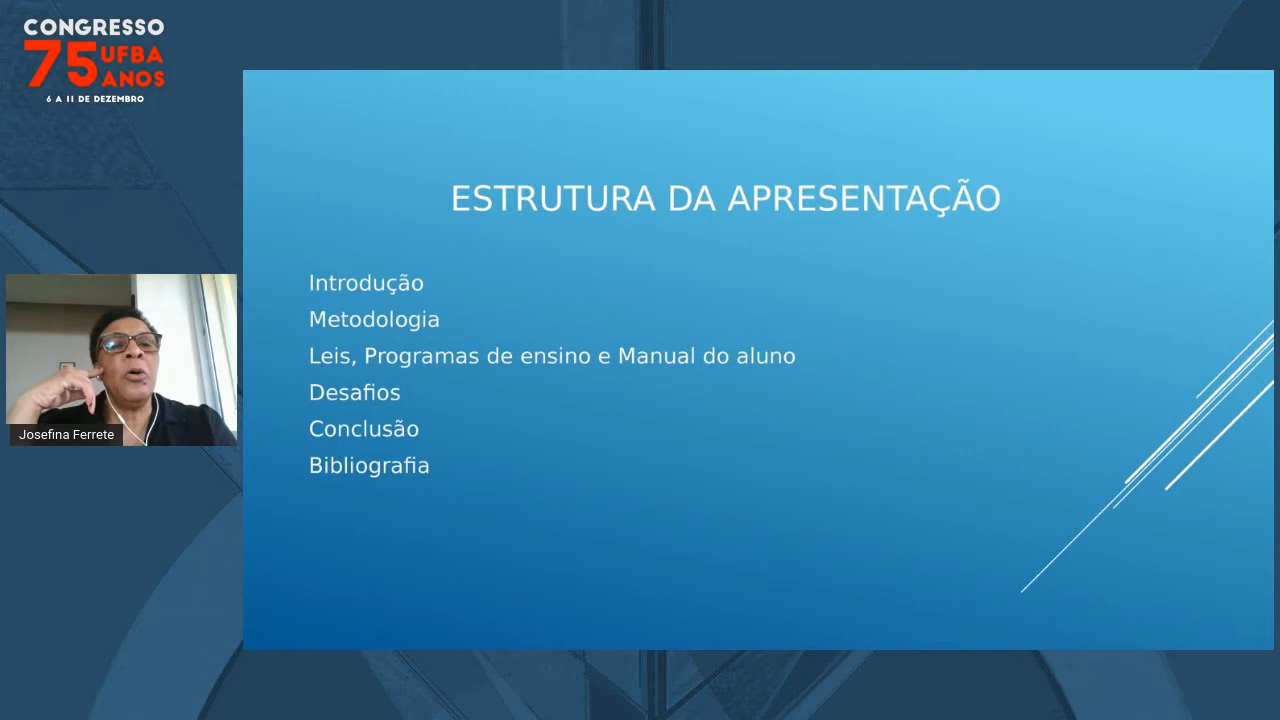 CONGRESSO
75 UFBA
ANOS
6 A 11 DE DEZEMBRO
ESTRUTURA DA APRESENTAÇÃO
Introdução
Metodologia
Leis, Programas de ensino e Manual do aluno
Desafios
Conclusão
Bibliografia
Josefina Ferrete